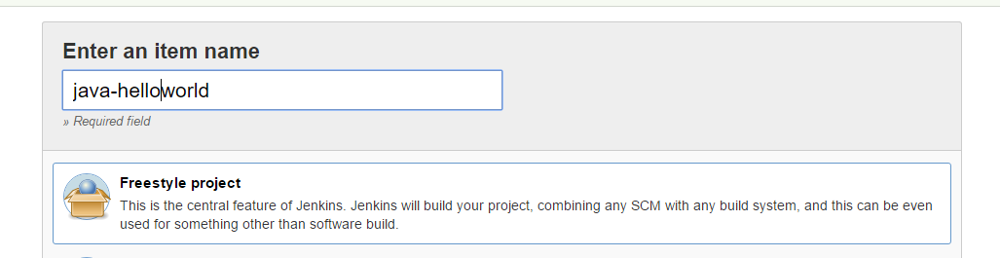 Enter an item name
java-helloworld
» Required field
Freestyle project
This is the central feature of Jenkins. Jenkins will build your project, combining any SCM with any build system, and this can be even
used for something other than software build.